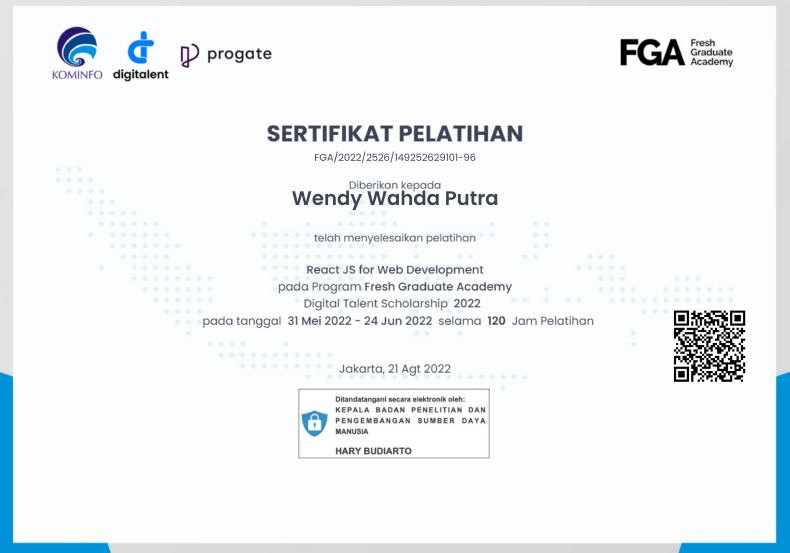 KOMINFO
digitalent
progate
FGA Fresh
Graduate
Academy
SERTIFIKAT PELATIHAN
FGA/2022/2526/149252629101-96
Diberikan kepada
Wendy Wahda Putra
telah menyelesaikan pelatihan
React JS for Web Development
pada Program Fresh Graduate Academy
Digital Talent Scholarship 2022
pada tanggal 31 Mei 2022 - 24 Jun 2022 selama 120 Jam Pelatihan
Jakarta, 21 Agt 2022
Ditandatangani secara elektronik oleh:
KEPALA BADAN PENELITIAN DAN
PENGEMBANGAN SUMBER DAYA
MANUSIA
HARY BUDIARTO